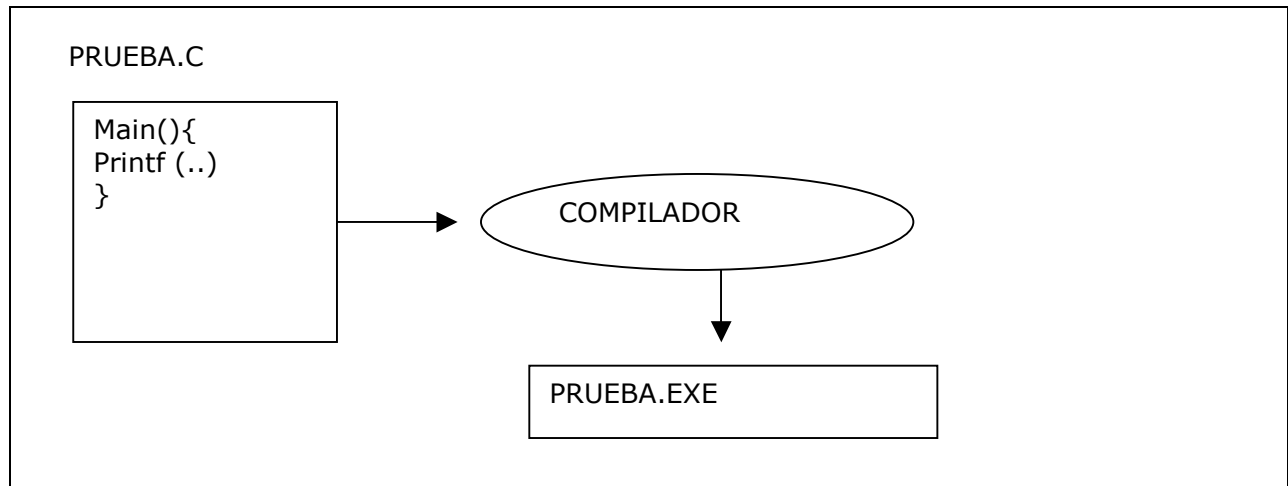 PRUEBA.C
Main(){
Printf (..)
}
COMPILADOR
PRUEBA.EXE